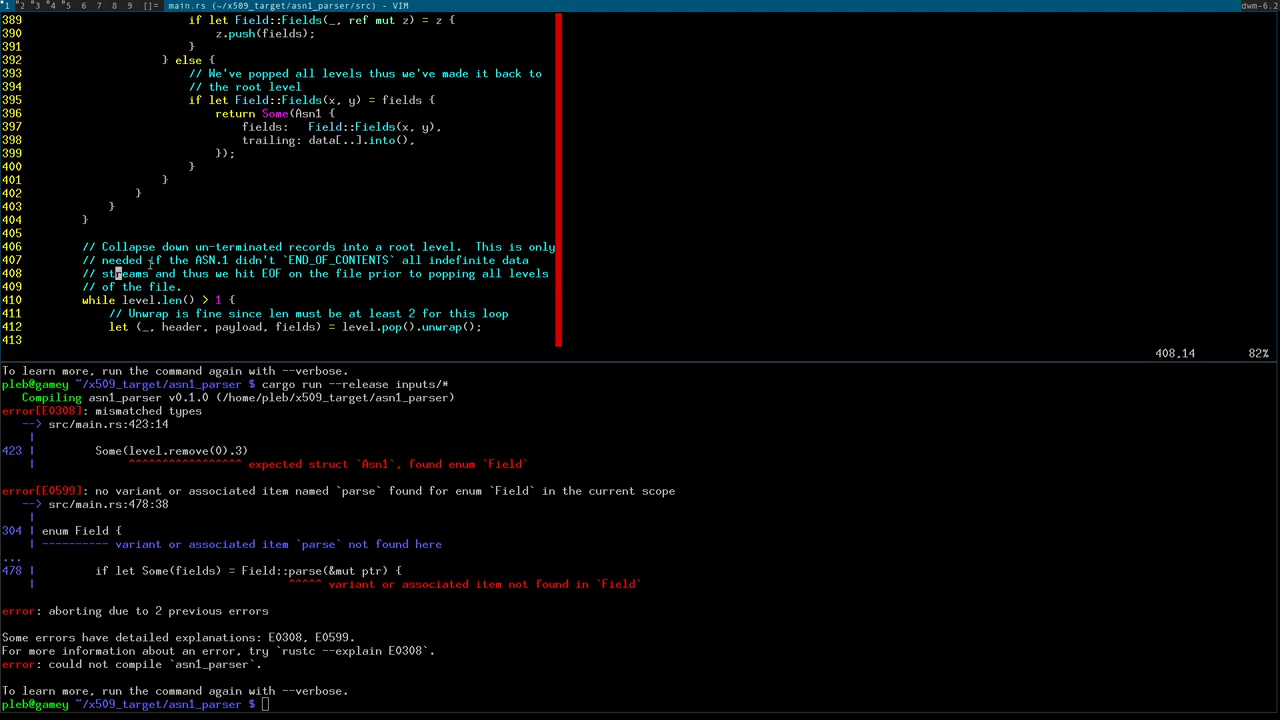 1 2 3 4 5 6 7 8 9 []= main.rs (~/x509_target/asn1_parser/src) - VIM dwm-6.2
389 if let Field::Fields(_, ref mut z) = z {
390 z.push(fields);
391 }
392 } else {
393 // We've popped all levels thus we've made it back to
394 // the root level
395 if let Field::Fields(x, y) = fields {
396 return Some(Asn1 {
397 fields: Field::Fields(x, y),
398 trailing: data[..].into(),
399 });
400 }
401 }
402 }
403 }
404 }
405
406 // Collapse down un-terminated records into a root level. This is only
407 // needed if the ASN.1 didn't `END_OF_CONTENTS` all indefinite data
408 // streams and thus we hit EOF on the file prior to popping all levels
409 // of the file.
410 while level.len() > 1 {
411 // Unwrap is fine since len must be at least 2 for this loop
412 let (_, header, payload, fields) = level.pop().unwrap();
413
408,14 82%
To learn more, run the command again with --verbose.
pleb@gamey ~/x509_target/asn1_parser $ cargo run --release inputs/*
Compiling asn1_parser v0.1.0 (/home/pleb/x509_target/asn1_parser)
error[E0308]: mismatched types
--> src/main.rs:423:14
|
423 | Some(level.remove(0).3)
| ^^^^^^^^^^^^^^^^^ expected struct `Asn1`, found enum `Field`
error[E0599]: no variant or associated item named `parse` found for enum `Field` in the current scope
--> src/main.rs:478:38
|
304 | enum Field {
| ---------- variant or associated item `parse` not found here
...
478 | if let Some(fields) = Field::parse(&mut ptr) {
| ^^^^^ variant or associated item not found in `Field`
error: aborting due to 2 previous errors
Some errors have detailed explanations: E0308, E0599.
For more information about an error, try `rustc --explain E0308`.
error: could not compile `asn1_parser`.
To learn more, run the command again with --verbose.
pleb@gamey ~/x509_target/asn1_parser $